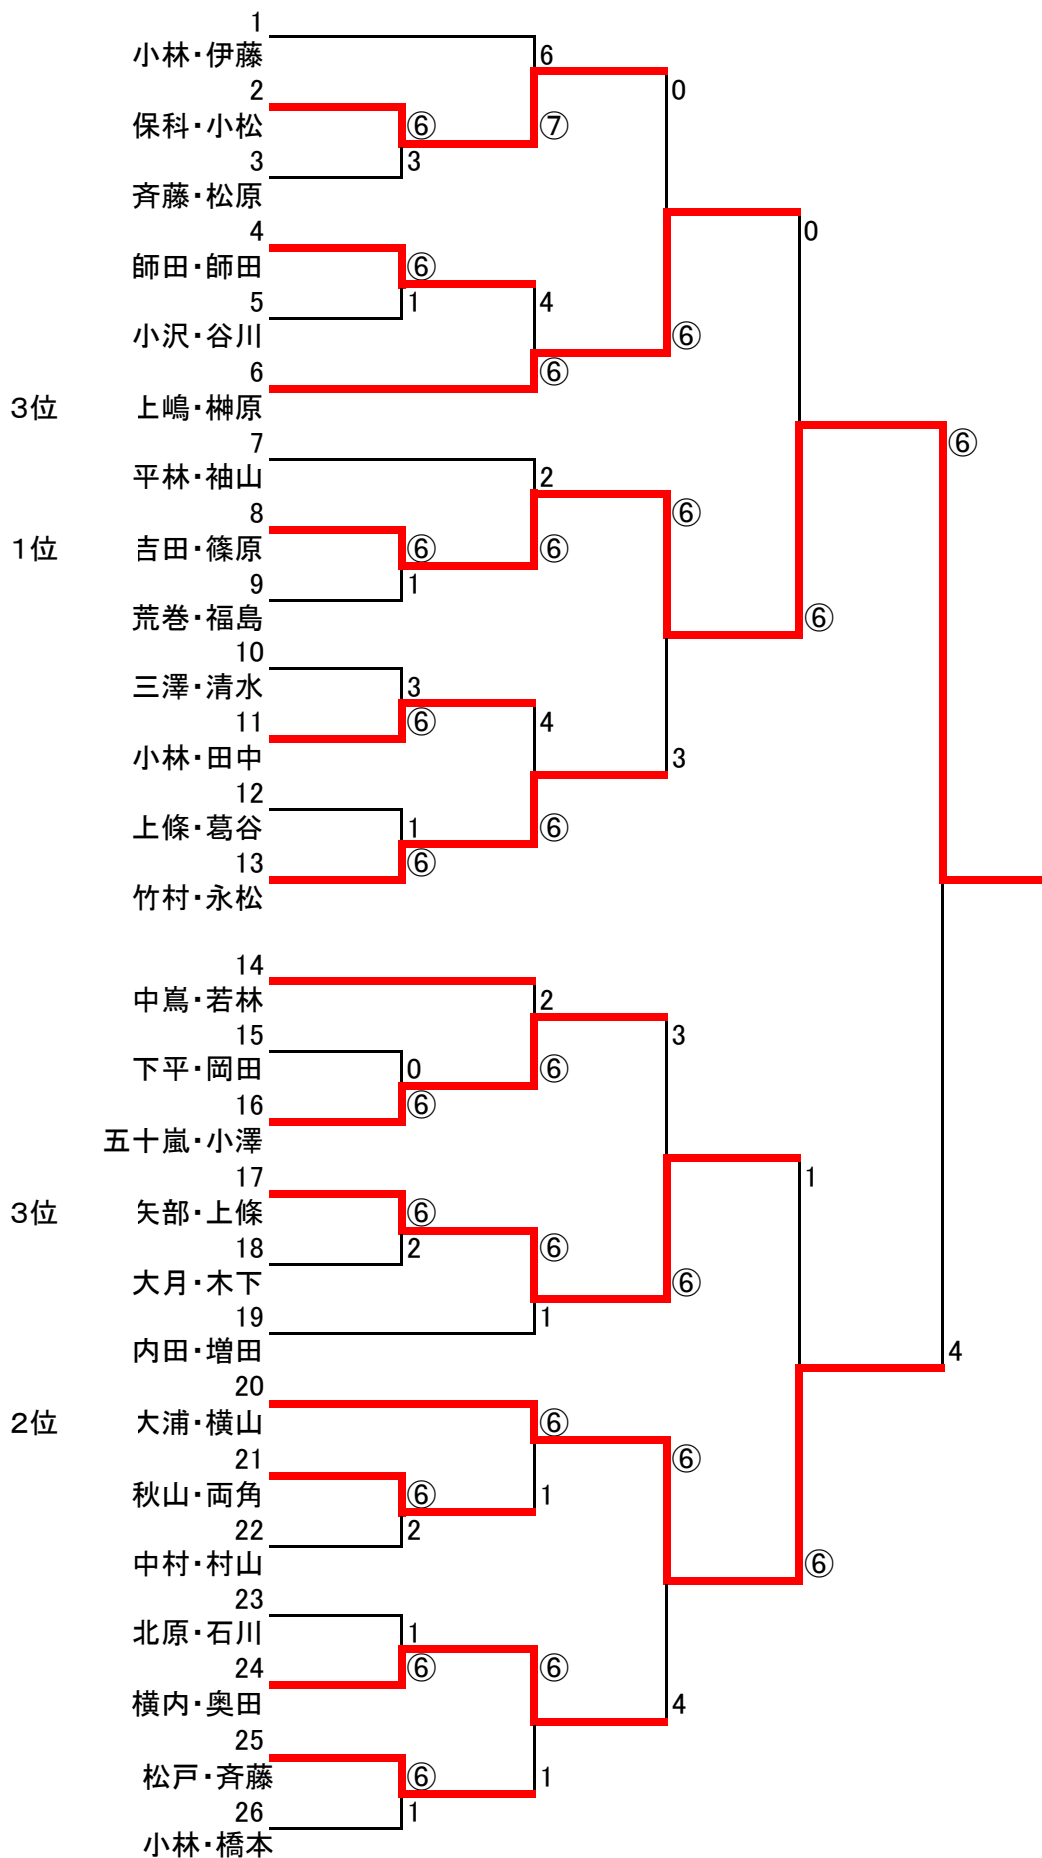 1
小林・伊藤
6
2
0
保科・小松
⑥
⑦
3
3
斉藤・松原
4
0
師田・師田
⑥
5
1
4
小沢・谷川
⑥
6
⑥
3位 上嶋・榊原
7
⑥
平林・袖山
2
8
⑥
1位 吉田・篠原
⑥
⑥
9
1
荒巻・福島
⑥
10
三澤・清水
3
11
⑥
4
小林・田中
3
12
上條・葛谷
1
⑥
13
⑥
竹村・永松
14
中嶌・若林
2
15
3
下平・岡田
0
⑥
16
⑥
五十嵐・小澤
17
1
3位 矢部・上條
⑥
18
2
⑥
大月・木下
⑥
19
1
内田・増田
4
20
2位 大浦・横山
⑥
21
⑥
秋山・両角
⑥
1
22
2
中村・村山
⑥
23
北原・石川
1
24
⑥
⑥
横内・奥田
4
25
松戸・斉藤
⑥
1
26
1
小林・橋本